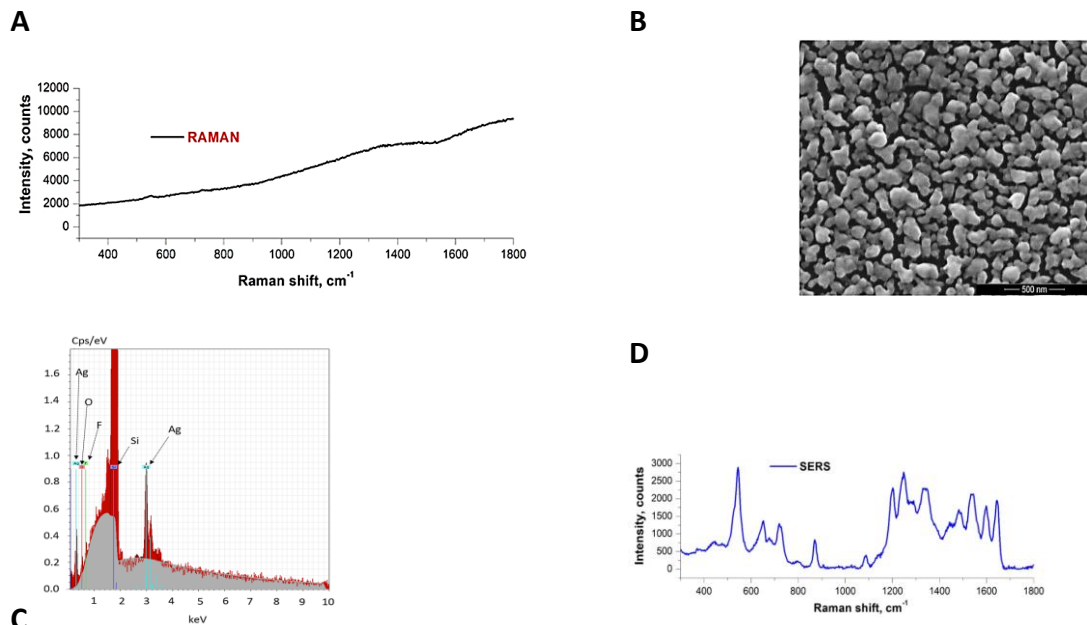 A
12000
10000
8000
6000
4000
2000
0
Intensity, counts
RAMAN
400 600 800 1000 1200 1400 1600 1800
Raman shift, cm-1
B
500 nm
Cps/eV
1.6
1.4
1.2
1.0
0.8
0.6
0.4
0.2
0.0
Ag
O
F
Si
Ag
1 2 3 4 5 6 7 8 9 10
keV
C
D
3000
2500
2000
1500
1000
500
0
Intensity, counts
SERS
400 600 800 1000 1200 1400 1600 1800
Raman shift, cm-1